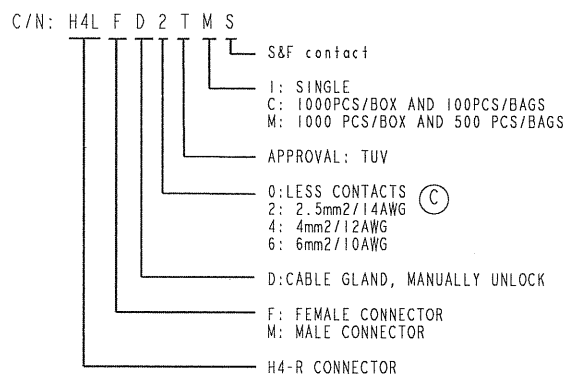 C/N: H4L F D 2 T M S
S&F contact
I: SINGLE
C: 1000PCS/BOX AND 100PCS/BAGS
M: 1000 PCS/BOX AND 500 PCS/BAGS
APPROVAL: TUV
0:LESS CONTACTS
C
2: 2.5mm2/14AWG
4: 4mm2/12AWG
6: 6mm2/10AWG
D:CABLE GLAND, MANUALLY UNLOCK
F: FEMALE CONNECTOR
M: MALE CONNECTOR
H4-R CONNECTOR